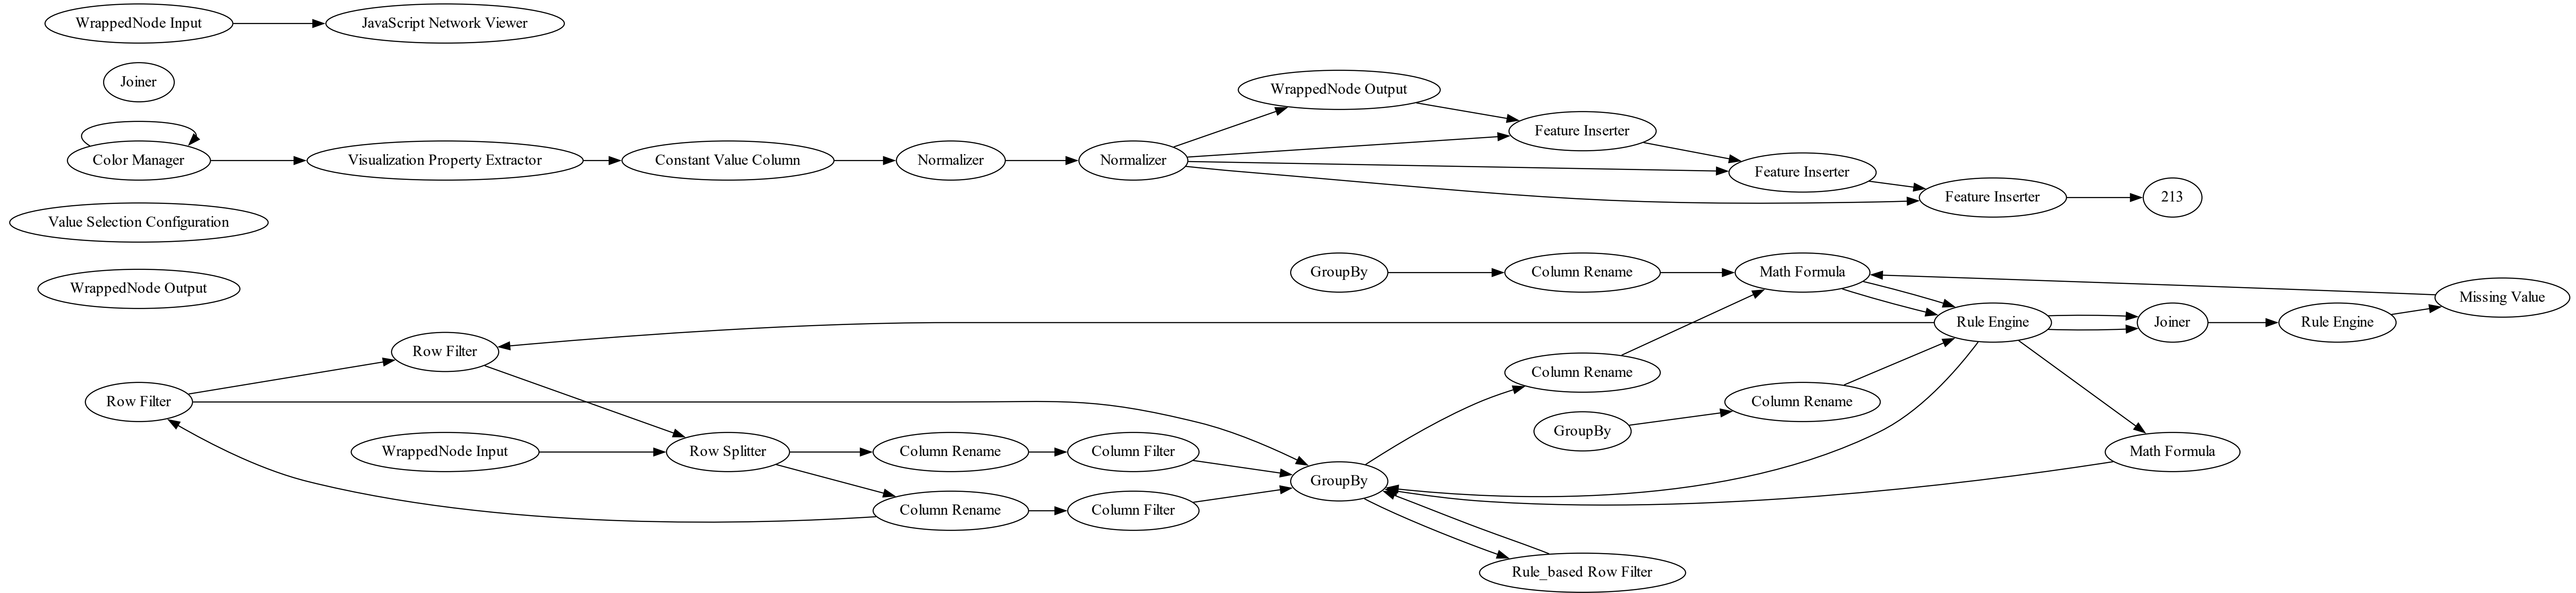 WrappedNode Input
JavaScript Network Viewer
Joiner
WrappedNode Output
Feature Inserter
Color Manager
Visualization Property Extractor
Constant Value Column
Normalizer
Normalizer
Feature Inserter
Feature Inserter
213
Value Selection Configuration
GroupBy
Column Rename
Math Formula
WrappedNode Output
Missing Value
Rule Engine
Joiner
Rule Engine
Row Filter
Column Rename
Row Filter
Column Rename
GroupBy
WrappedNode Input
Row Splitter
Column Rename
Column Filter
Math Formula
GroupBy
Column Rename
Column Filter
Rule_based Row Filter